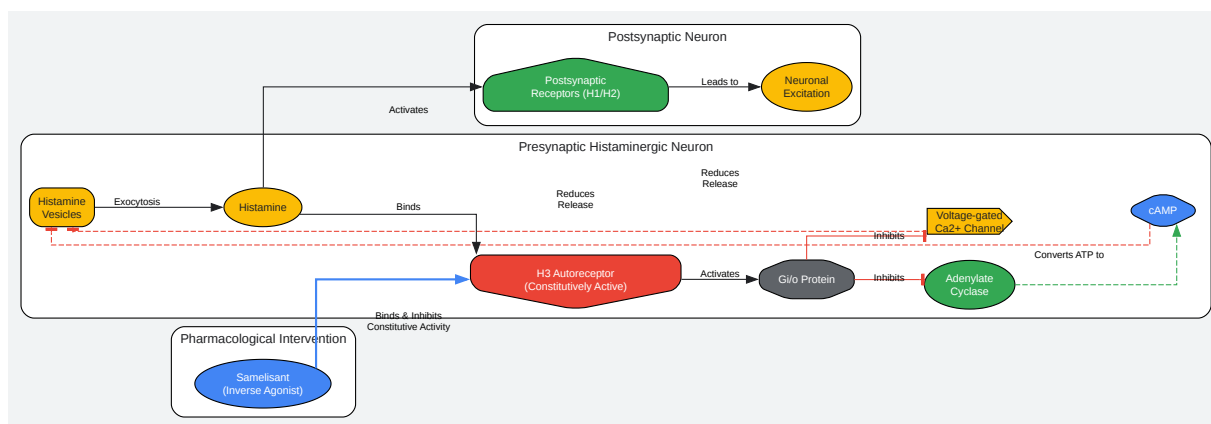 Postsynaptic Neuron
Postsynaptic
Receptors (H1/H2)
Leads to
Neuronal
Excitation
Activates
Presynaptic Histaminergic Neuron
Reduces
Release
Reduces
Release
Histamine
Vesicles
Exocytosis
Histamine
Binds
Voltage-gated
Ca2+ Channel
cAMP
Inhibits
Converts ATP to
H3 Autoreceptor
(Constitutively Active)
Activates
Gi/o Protein
Inhibits
Adenylate
Cyclase
Binds & Inhibits
Constitutive Activity
Pharmacological Intervention
Samelisant
(Inverse Agonist)